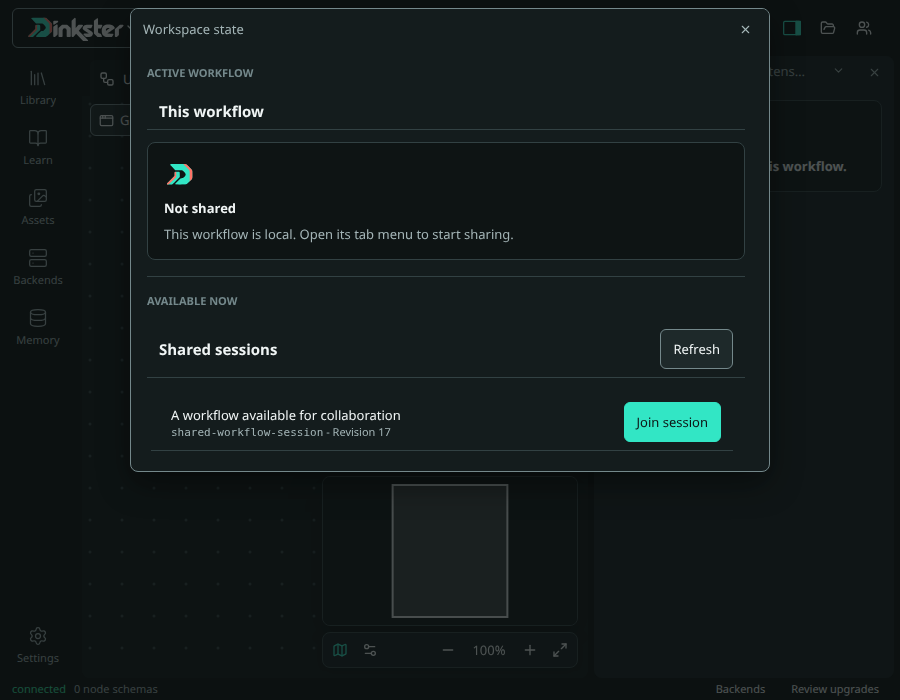 Dinkster
Workspace state
ACTIVE WORKFLOW
This workflow
Not shared
This workflow is local. Open its tab menu to start sharing.
AVAILABLE NOW
Shared sessions
Refresh
A workflow available for collaboration
shared-workflow-session - Revision 17
Join session
Library
Learn
Assets
Backends
Memory
Settings
U
G
tens...
is workflow.
100%
connected
0 node schemas
Backends
Review upgrades